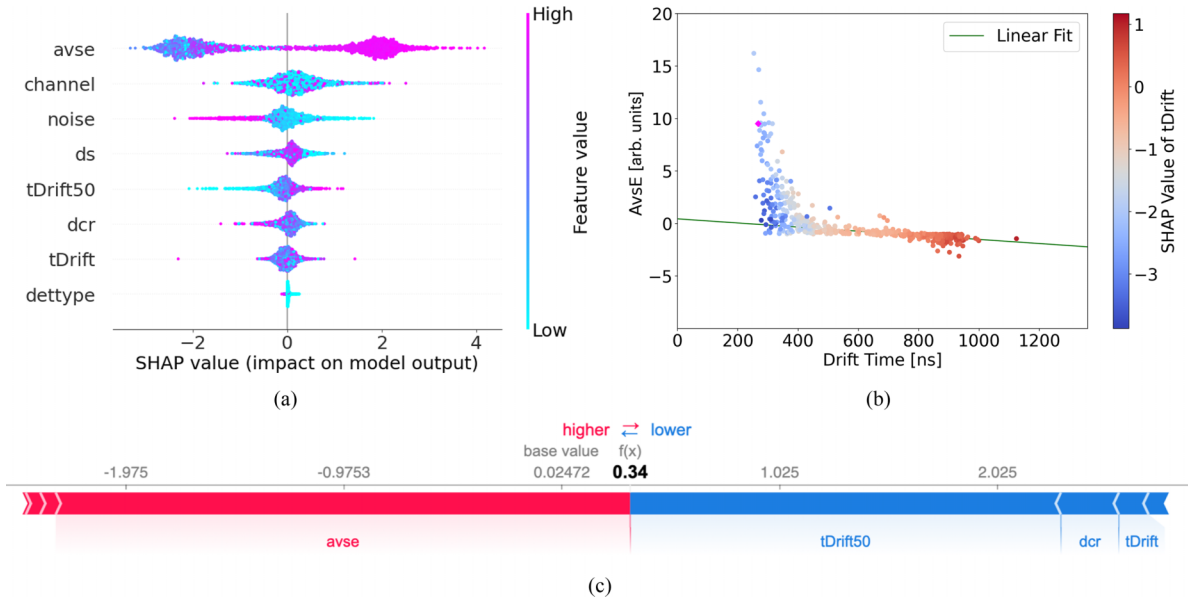 avse
channel
noise
ds
tDrift50
dcr
tDrift
dettype
−2
0
2
4
SHAP value (impact on model output)
High
Low
Feature value
(a)
20
15
10
5
0
−5
AvsE [arb. units]
Linear Fit
0
200
400
600
800
1000
1200
Drift Time [ns]
1
0
−1
−2
−3
SHAP Value of tDrift
(b)
higher lower
base value f(x)
-1.975 -0.9753 0.02472 0.34 1.025 2.025
avse tDrift50 dcr tDrift
(c)